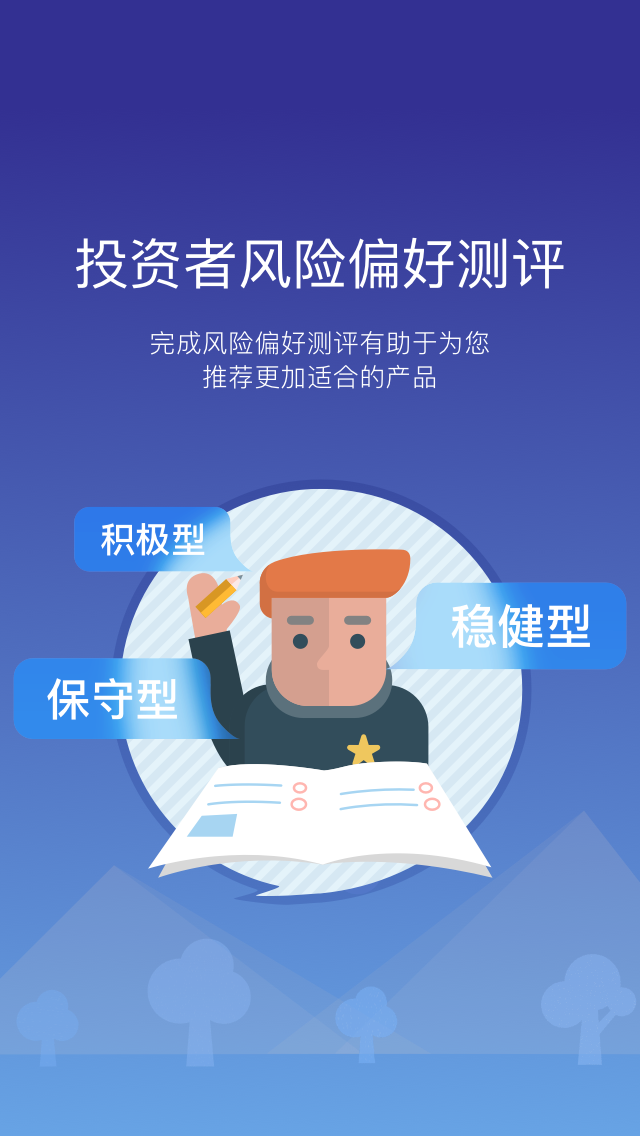 投资者风险偏好测评
完成风险偏好测评有助于为您
推荐更加适合的产品
积极型
稳健型
保守型